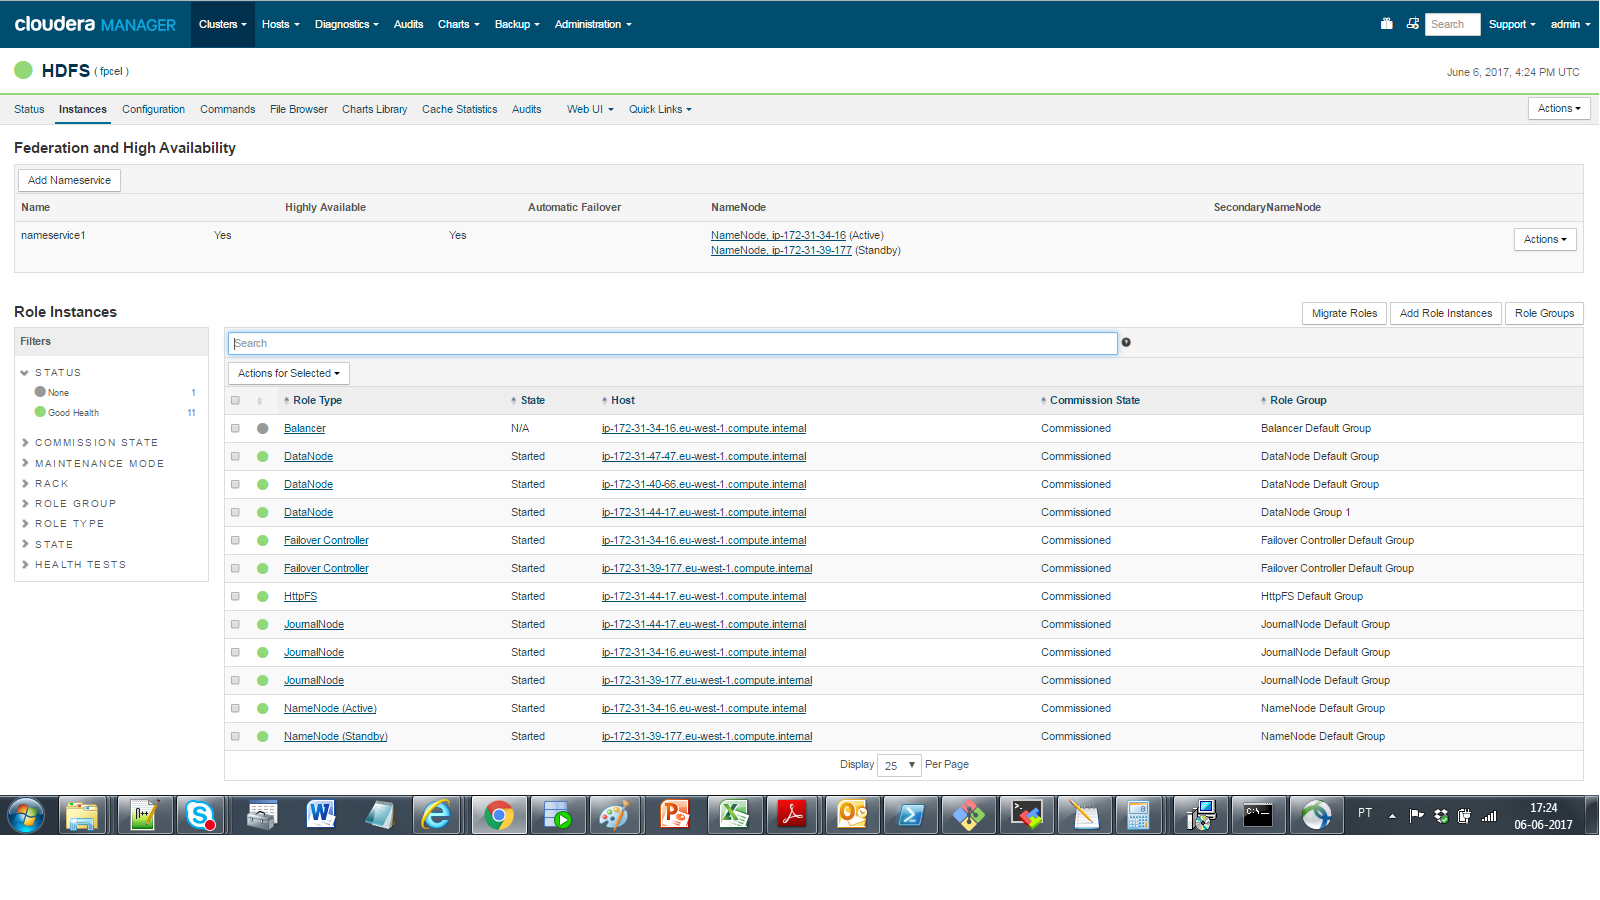 cloudera MANAGER Clusters Hosts Diagnostics Audits Charts Backup Administration Search Support admin
HDFS ( fpcel ) June 6, 2017, 4:24 PM UTC
Status Instances Configuration Commands File Browser Charts Library Cache Statistics Audits Web UI Quick Links Actions
Federation and High Availability
Add Nameservice
Name Highly Available Automatic Failover NameNode SecondaryNameNode
nameservice1 Yes Yes NameNode, ip-172-31-34-16 (Active) Actions
NameNode, ip-172-31-39-177 (Standby)
Role Instances Migrate Roles Add Role Instances Role Groups
Filters
STATUS
None 1
Good Health 11
COMMISSION STATE
MAINTENANCE MODE
RACK
ROLE GROUP
ROLE TYPE
STATE
HEALTH TESTS
Search ?
Actions for Selected
Role Type State Host Commission State Role Group
Balancer N/A ip-172-31-34-16.eu-west-1.compute.internal Commissioned Balancer Default Group
DataNode Started ip-172-31-47-47.eu-west-1.compute.internal Commissioned DataNode Default Group
DataNode Started ip-172-31-40-66.eu-west-1.compute.internal Commissioned DataNode Default Group
DataNode Started ip-172-31-44-17.eu-west-1.compute.internal Commissioned DataNode Group 1
Failover Controller Started ip-172-31-34-16.eu-west-1.compute.internal Commissioned Failover Controller Default Group
Failover Controller Started ip-172-31-39-177.eu-west-1.compute.internal Commissioned Failover Controller Default Group
HttpFS Started ip-172-31-44-17.eu-west-1.compute.internal Commissioned HttpFS Default Group
JournalNode Started ip-172-31-44-17.eu-west-1.compute.internal Commissioned JournalNode Default Group
JournalNode Started ip-172-31-34-16.eu-west-1.compute.internal Commissioned JournalNode Default Group
JournalNode Started ip-172-31-39-177.eu-west-1.compute.internal Commissioned JournalNode Default Group
NameNode (Active) Started ip-172-31-34-16.eu-west-1.compute.internal Commissioned NameNode Default Group
NameNode (Standby) Started ip-172-31-39-177.eu-west-1.compute.internal Commissioned NameNode Default Group
Display 25 Per Page
PT 17:24
06-06-2017